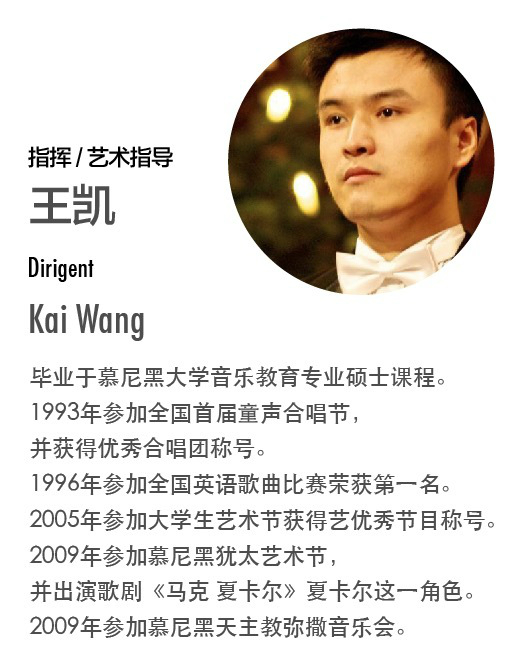 指挥 / 艺术指导
王凯
Dirigent
Kai Wang
毕业于慕尼黑大学音乐教育专业硕士课程。
1993年参加全国首届童声合唱节，
并获得优秀合唱团称号。
1996年参加全国英语歌曲比赛荣获第一名。
2005年参加大学生艺术节获得艺优秀节目称号。
2009年参加慕尼黑犹太艺术节，
并出演歌剧《马克 夏卡尔》夏卡尔这一角色。
2009年参加慕尼黑天主教弥撒音乐会。